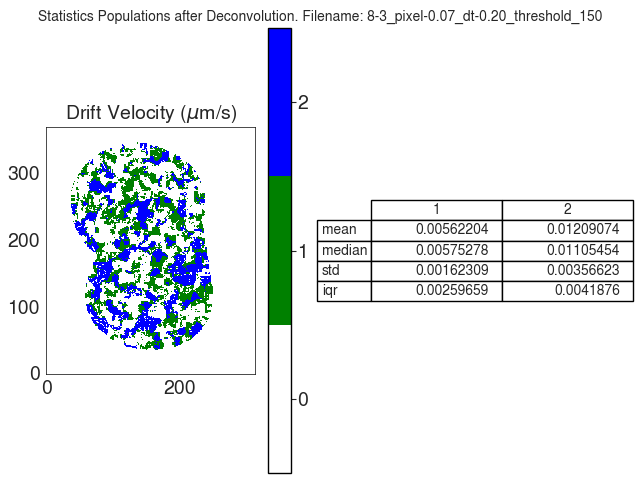 Statistics Populations after Deconvolution. Filename: 8-3_pixel-0.07_dt-0.20_threshold_150
Drift Velocity (μm/s)
300
200
100
0
0 200
2
1
0
1 2
mean 0.00562204 0.01209074
median 0.00575278 0.01105454
std 0.00162309 0.00356623
iqr 0.00259659 0.0041876